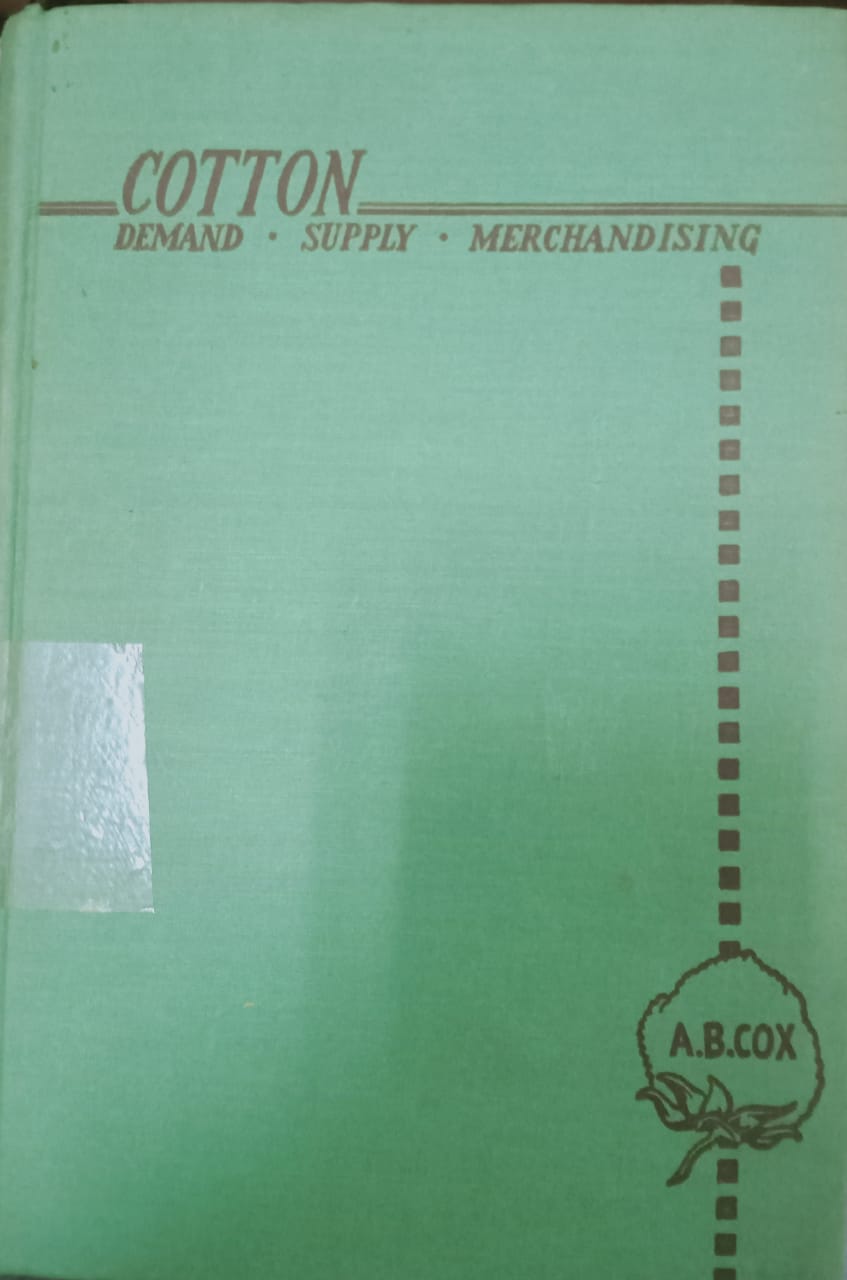 COTTON
DEMAND · SUPPLY · MERCHANDISING
A.B.COX